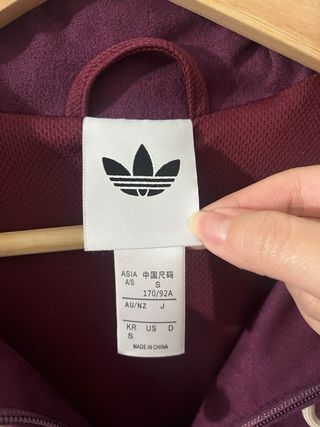 ASIA 中国尺码
A/S S
170/92A
AU/NZ J
KR US D
S
MADE IN CHINA